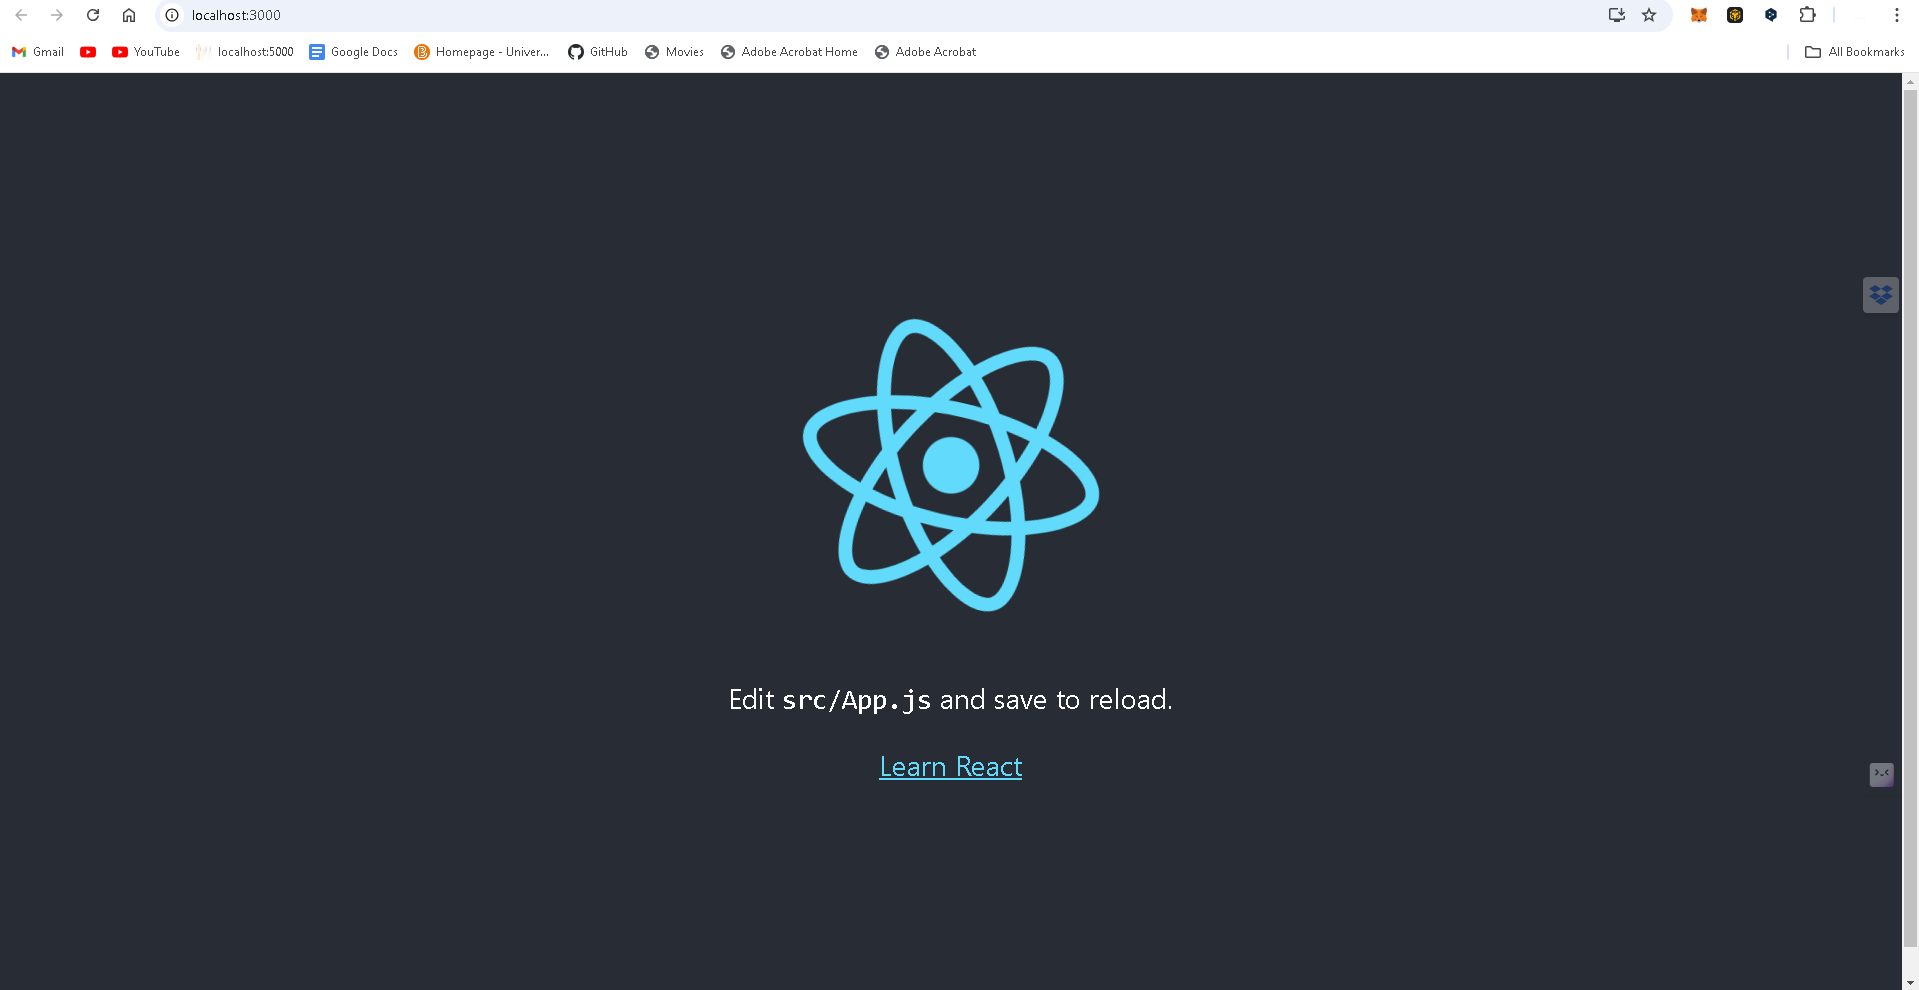 localhost:3000
Gmail YouTube localhost:5000 Google Docs Homepage - Univer... GitHub Movies Adobe Acrobat Home Adobe Acrobat All Bookmarks
Edit src/App.js and save to reload.
Learn React